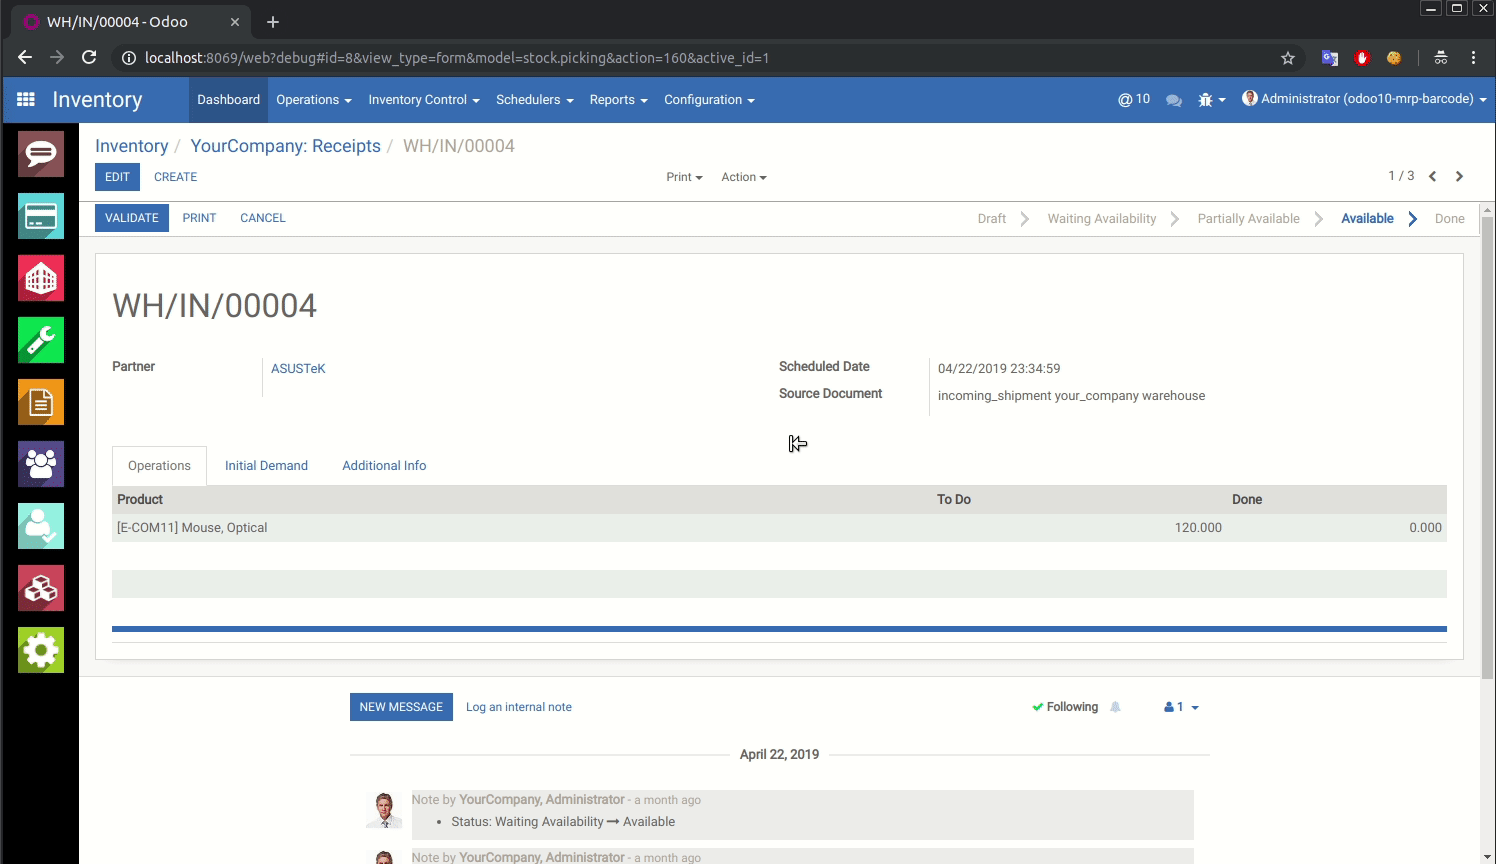 WH/IN/00004 - Odoo
localhost:8069/web?debug#id=8&view_type=form&model=stock.picking&action=160&active_id=1
Inventory Dashboard Operations Inventory Control Schedulers Reports Configuration @ 10 Administrator (odoo10-mrp-barcode)
Inventory / YourCompany: Receipts / WH/IN/00004
EDIT CREATE Print Action 1 / 3
VALIDATE PRINT CANCEL Draft Waiting Availability Partially Available Available Done
WH/IN/00004
Partner ASUSTeK Scheduled Date 04/22/2019 23:34:59
Source Document incoming_shipment your_company warehouse
Operations Initial Demand Additional Info
Product To Do Done
[E-COM11] Mouse, Optical 120.000 0.000
NEW MESSAGE Log an internal note Following 1
April 22, 2019
Note by YourCompany, Administrator - a month ago
• Status: Waiting Availability → Available
Note by YourCompany, Administrator - a month ago